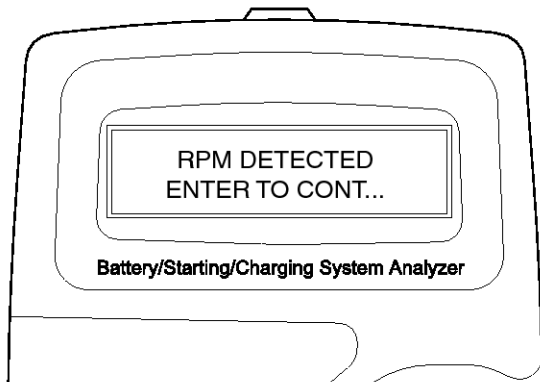 RPM DETECTED
ENTER TO CONT...
Battery/Starting/Charging System Analyzer